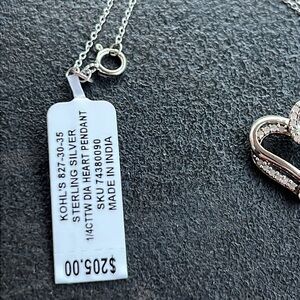 KOHL'S 827-30-35
STERLING SILVER
1/4CTTW DIA HEART PENDANT
SKU 74380090
MADE IN INDIA
$205.00